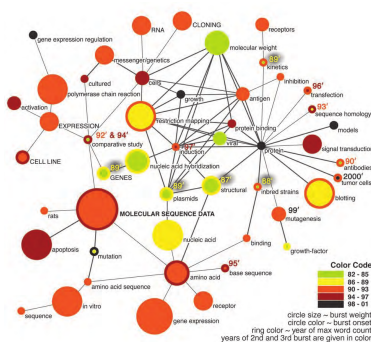 RNA
CLONING
receptors
gene expression regulation
messenger/genetics
molecular weight
89'
kinetics
polymerase chain reaction
cultured
cells
inhibition
96'
transfection
activation
growth
antigen
93'
sequence homology
EXPRESSION
restriction mapping
92' & 94'
comparative study
protein binding
models
induction
viral
protein
signal transduction
CELL LINE
nucleic hybridization
90'
antibodies
GENES
89'
plasmids
87'
structural
88'
inbred strains
2000'
tumor cells
blotting
rats
MOLECULAR SEQUENCE DATA
99'
mutagenesis
apoptosis
nucleic acid
mutation
binding
growth-factor
95'
base sequence
amino acid
amino acid sequence
in vitro
sequence
receptor
gene expression
Color Code
82 - 85
86 - 89
90 - 93
94 - 97
98 - 01
circle size ~ burst weight
circle color ~ burst onset
ring color ~ year of max word count
years of 2nd and 3rd burst are given in color